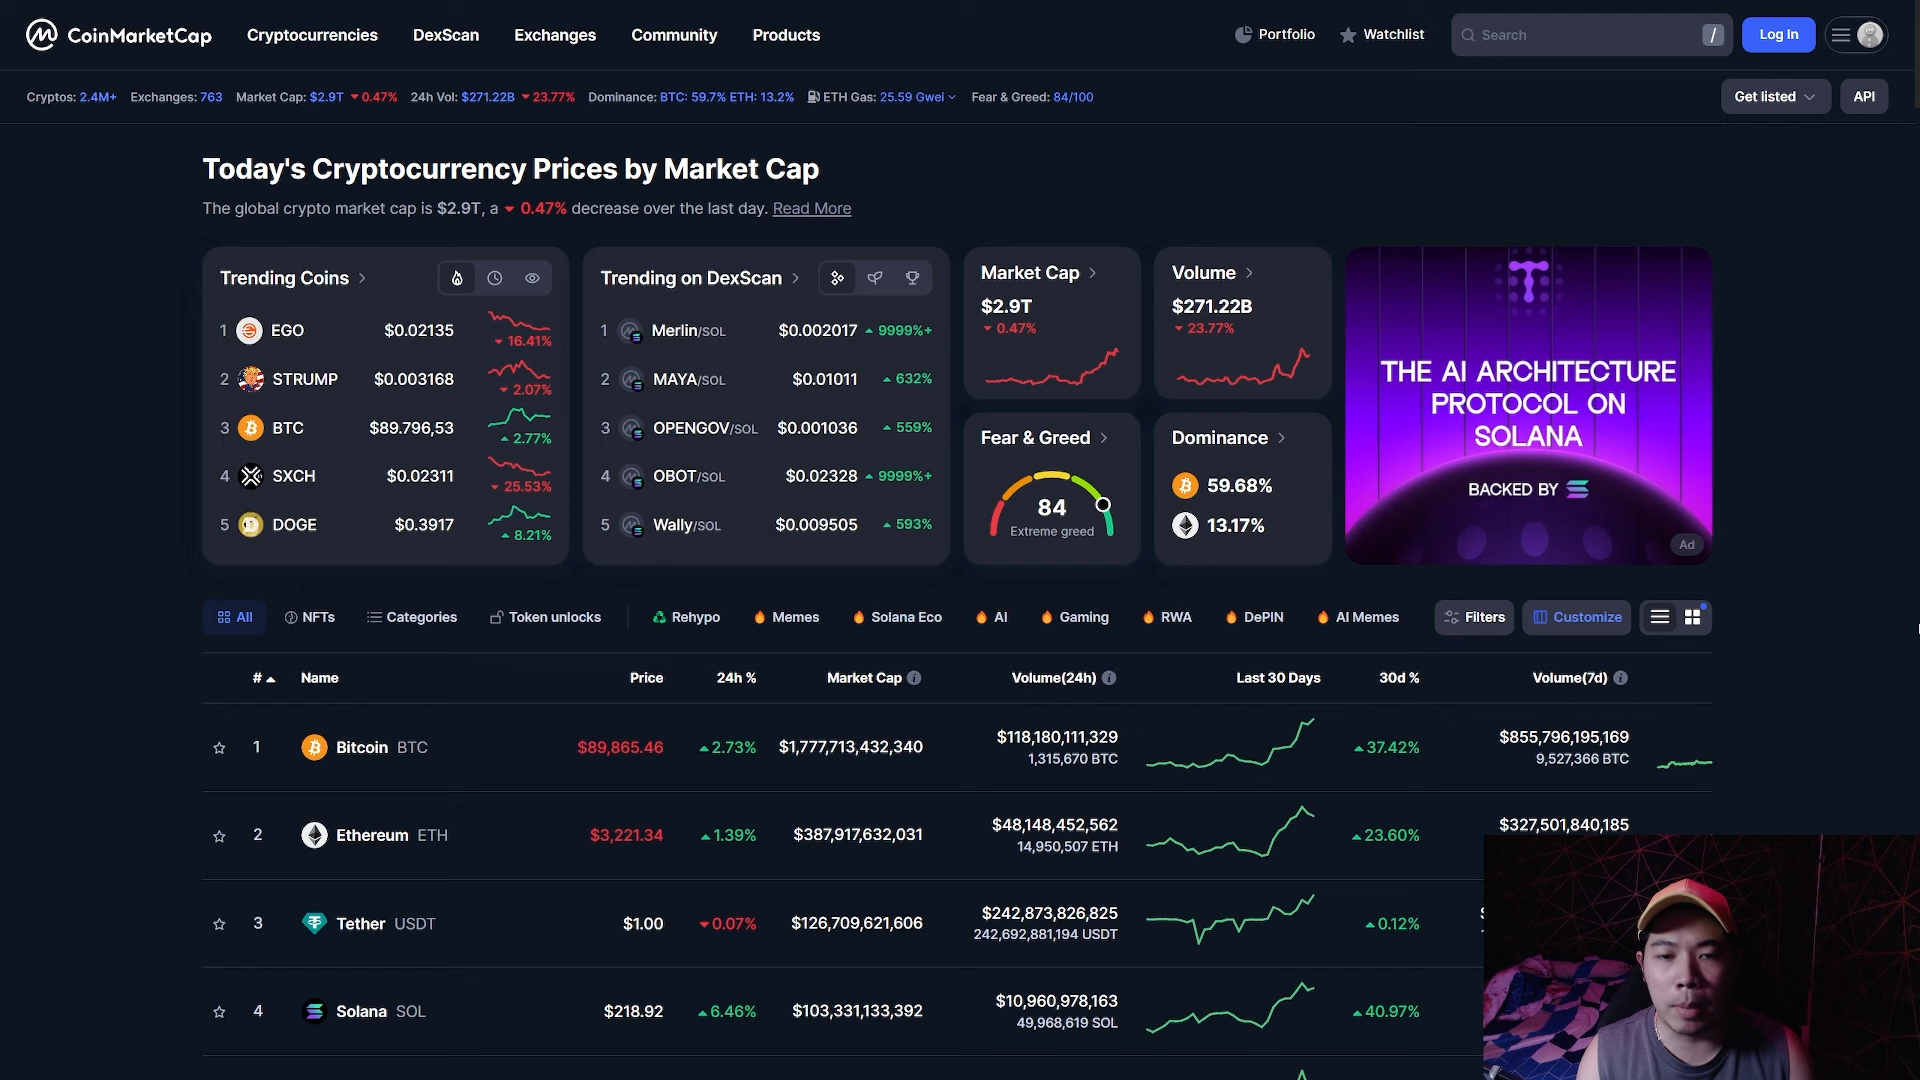 CoinMarketCap Cryptocurrencies DexScan Exchanges Community Products Portfolio Watchlist Search / Log In
Cryptos: 2.4M+ Exchanges: 763 Market Cap: $2.9T 0.47% 24h Vol: $271.22B 23.77% Dominance: BTC: 59.7% ETH: 13.2% ETH Gas: 25.59 Gwei Fear & Greed: 84/100 Get listed API
Today's Cryptocurrency Prices by Market Cap
The global crypto market cap is $2.9T, a 0.47% decrease over the last day. Read More
Trending Coins
1 EGO $0.02135 16.41%
2 STRUMP $0.003168 2.07%
3 BTC $89.796,53 2.77%
4 SXCH $0.02311 25.53%
5 DOGE $0.3917 8.21%
Trending on DexScan
1 Merlin/SOL $0.002017 9999%+
2 MAYA/SOL $0.01011 632%
3 OPENGOV/SOL $0.001036 559%
4 OBOT/SOL $0.02328 9999%+
5 Wally/SOL $0.009505 593%
Market Cap
$2.9T
0.47%
Volume
$271.22B
23.77%
Fear & Greed
84
Extreme greed
Dominance
59.68%
13.17%
THE AI ARCHITECTURE
PROTOCOL ON
SOLANA
BACKED BY
Ad
All NFTs Categories Token unlocks Rehypo Memes Solana Eco AI Gaming RWA DePIN AI Memes Filters Customize
# Name Price 24h % Market Cap Volume(24h) Last 30 Days 30d % Volume(7d)
1 Bitcoin BTC $89,865.46 2.73% $1,777,713,432,340 $118,180,111,329 37.42% $855,796,195,169
1,315,670 BTC 9,527,366 BTC
2 Ethereum ETH $3,221.34 1.39% $387,917,632,031 $48,148,452,562 23.60% $327,501,840,185
14,950,507 ETH
3 Tether USDT $1.00 0.07% $126,709,621,606 $242,873,826,825 0.12%
242,692,881,194 USDT
4 Solana SOL $218.92 6.46% $103,331,133,392 $10,960,978,163 40.97%
49,968,619 SOL